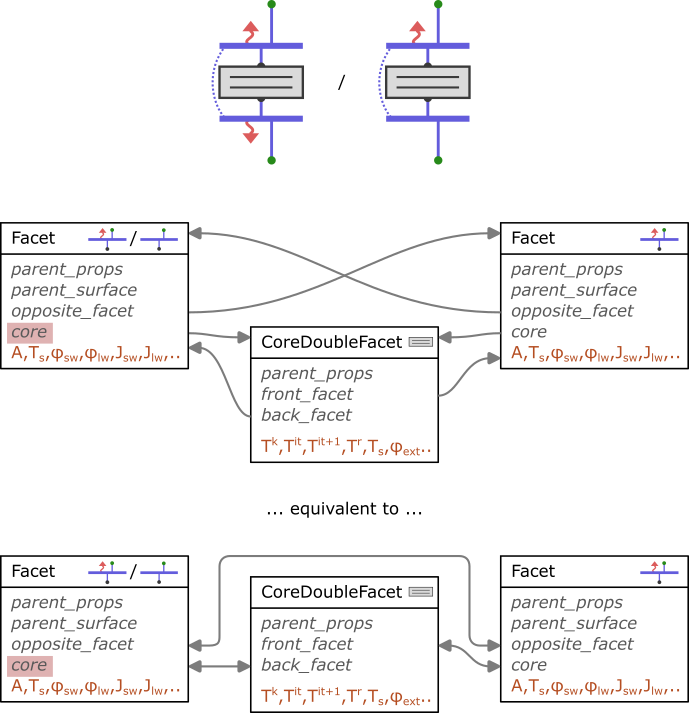 /
Facet / Facet
parent_props parent_props
parent_surface parent_surface
opposite_facet opposite_facet
core core
A,Tₛ,φsw,φlw,Jsw,Jlw,.. A,Tₛ,φsw,φlw,Jsw,Jlw,..
CoreDoubleFacet
parent_props
front_facet
back_facet
Tᵏ,Tⁱᵗ,Tⁱᵗ⁺¹,Tʳ,Tₛ,φext..
... equivalent to ...
Facet / Facet
parent_props parent_props
parent_surface parent_surface
opposite_facet opposite_facet
core core
A,Tₛ,φsw,φlw,Jsw,Jlw,.. A,Tₛ,φsw,φlw,Jsw,Jlw,..
CoreDoubleFacet
parent_props
front_facet
back_facet
Tᵏ,Tⁱᵗ,Tⁱᵗ⁺¹,Tʳ,Tₛ,φext..